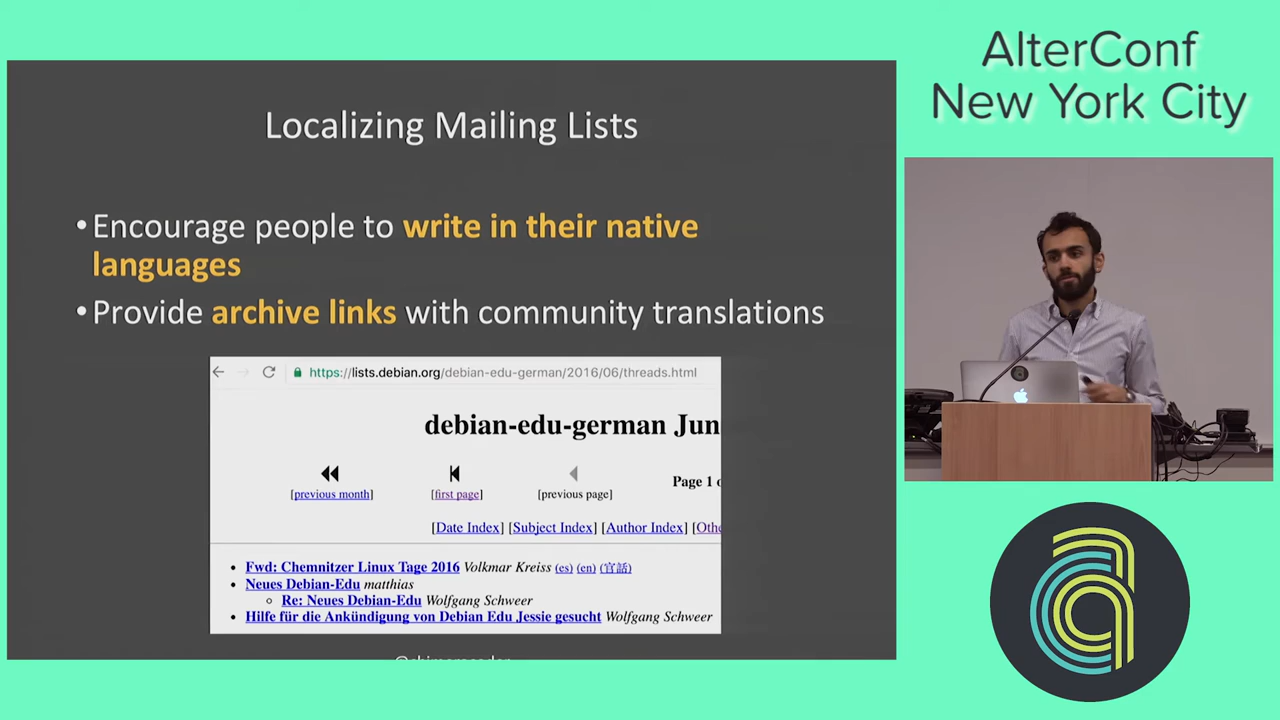 AlterConf
New York City
Localizing Mailing Lists
•Encourage people to write in their native
languages
•Provide archive links with community translations
https://lists.debian.org/debian-edu-german/2016/06/threads.html
debian-edu-german Jun
[previous month] [first page] [previous page] Page 1
[Date Index] [Subject Index] [Author Index] [Othe
• Fwd: Chemnitzer Linux Tage 2016 Volkmar Kreiss (es) (en) (官話)
• Neues Debian-Edu matthias
◦ Re: Neues Debian-Edu Wolfgang Schweer
• Hilfe für die Ankündigung von Debian Edu Jessie gesucht Wolfgang Schweer